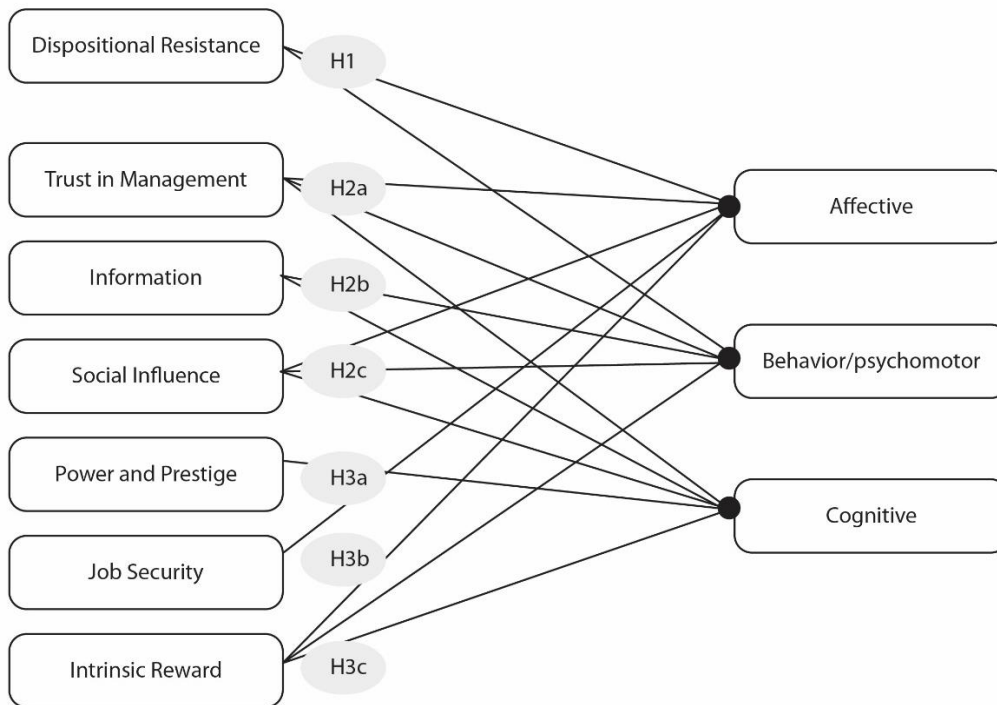 Dispositional Resistance
H1
Trust in Management
H2a
Affective
Information
H2b
Social Influence
H2c
Behavior/psychomotor
Power and Prestige
H3a
Cognitive
Job Security
H3b
Intrinsic Reward
H3c